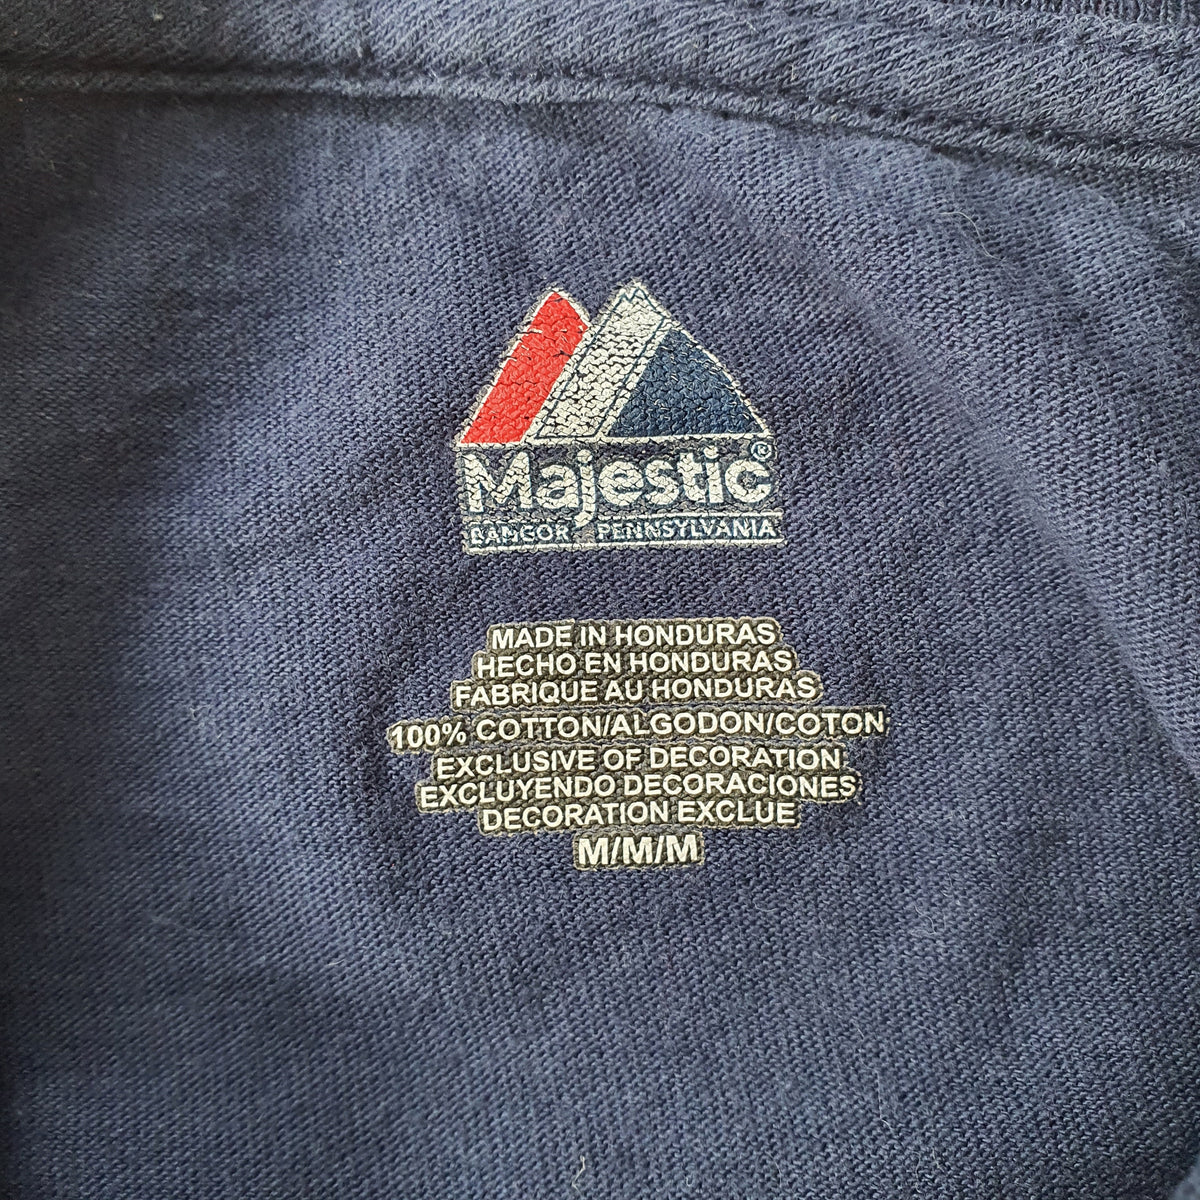 Majestic®
BANGOR, PENNSYLVANIA
MADE IN HONDURAS
HECHO EN HONDURAS
FABRIQUE AU HONDURAS
100% COTTON/ALGODON/COTON
EXCLUSIVE OF DECORATION
EXCLUYENDO DECORACIONES
DECORATION EXCLUE
M/M/M